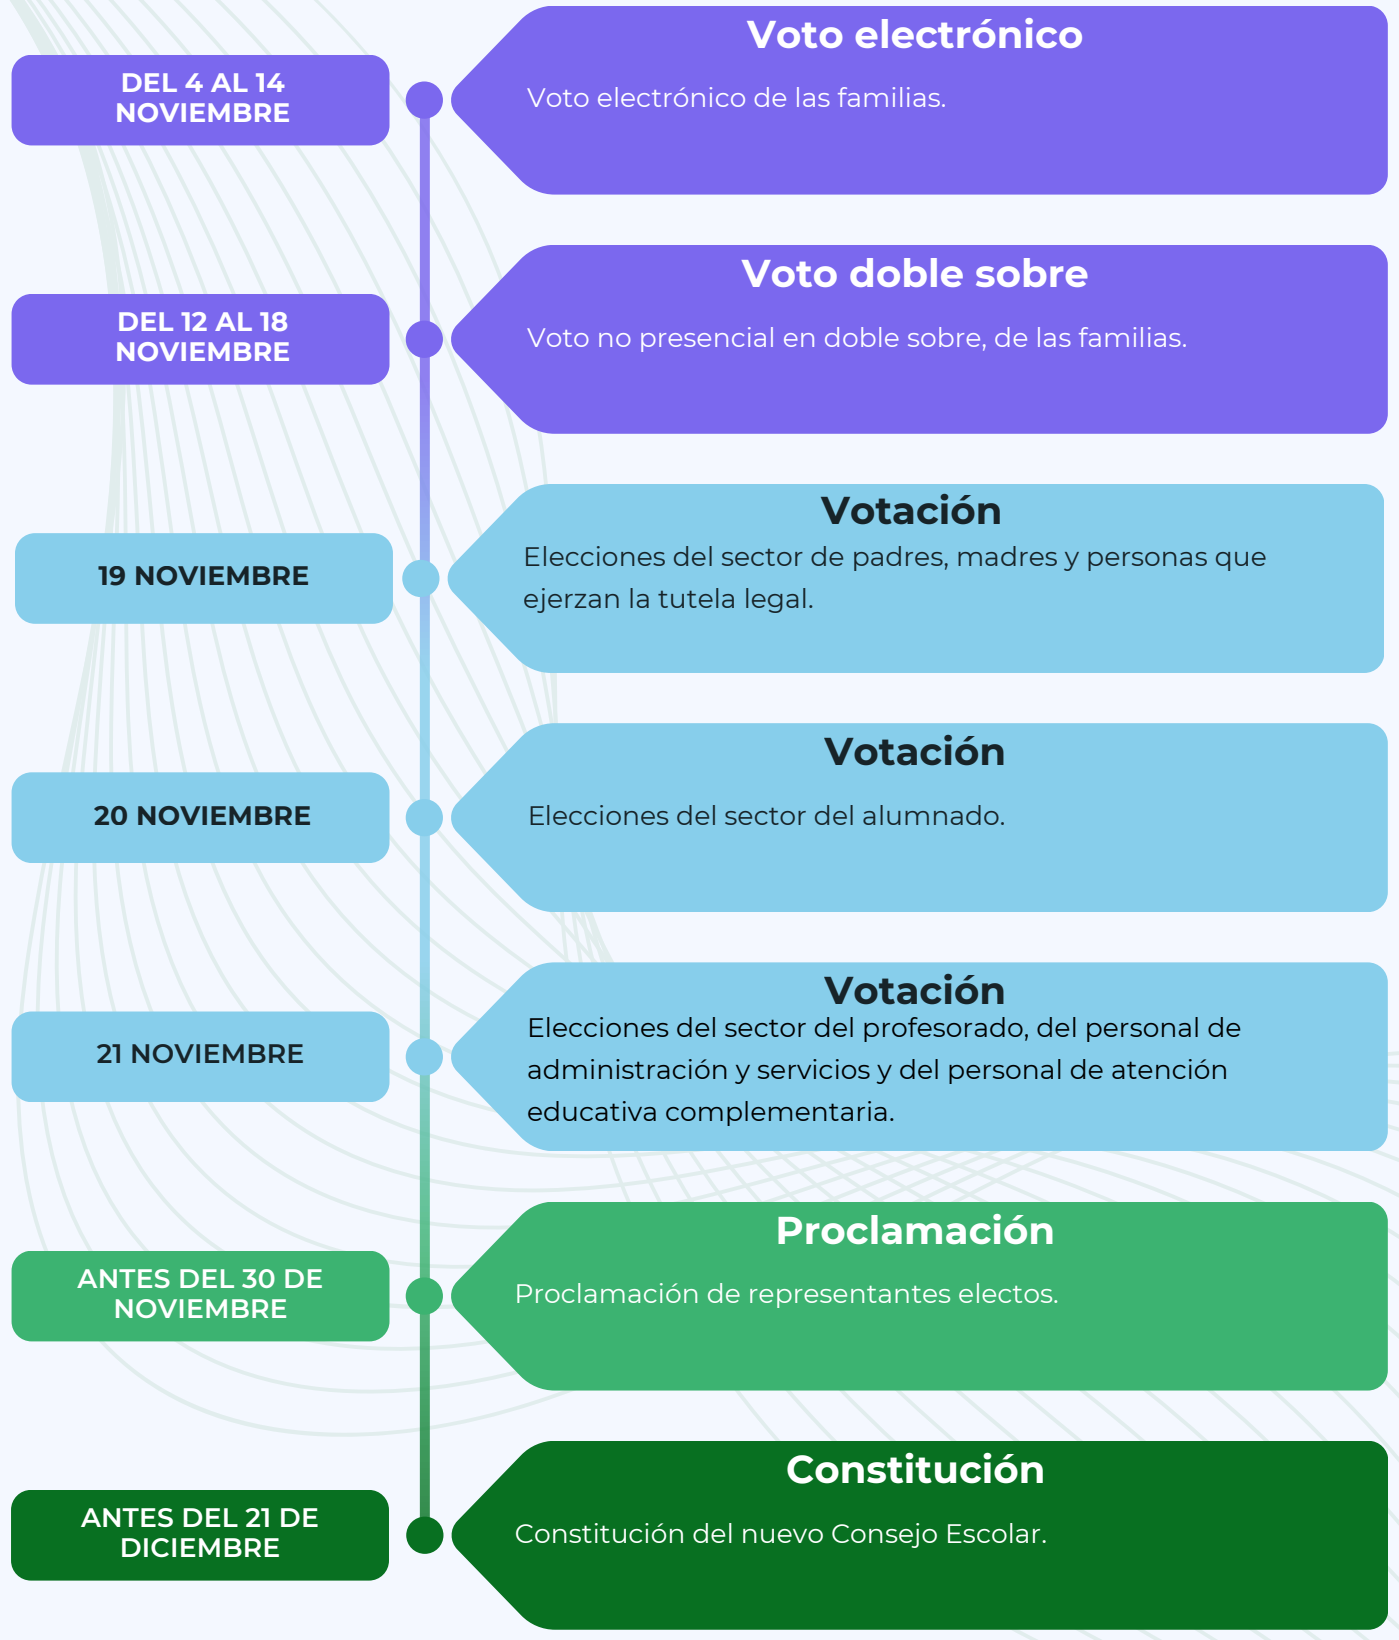 DEL 4 AL 14
NOVIEMBRE
Voto electrónico
Voto electrónico de las familias.
DEL 12 AL 18
NOVIEMBRE
Voto doble sobre
Voto no presencial en doble sobre, de las familias.
19 NOVIEMBRE
Votación
Elecciones del sector de padres, madres y personas que
ejerzan la tutela legal.
20 NOVIEMBRE
Votación
Elecciones del sector del alumnado.
21 NOVIEMBRE
Votación
Elecciones del sector del profesorado, del personal de
administración y servicios y del personal de atención
educativa complementaria.
ANTES DEL 30 DE
NOVIEMBRE
Proclamación
Proclamación de representantes electos.
ANTES DEL 21 DE
DICIEMBRE
Constitución
Constitución del nuevo Consejo Escolar.